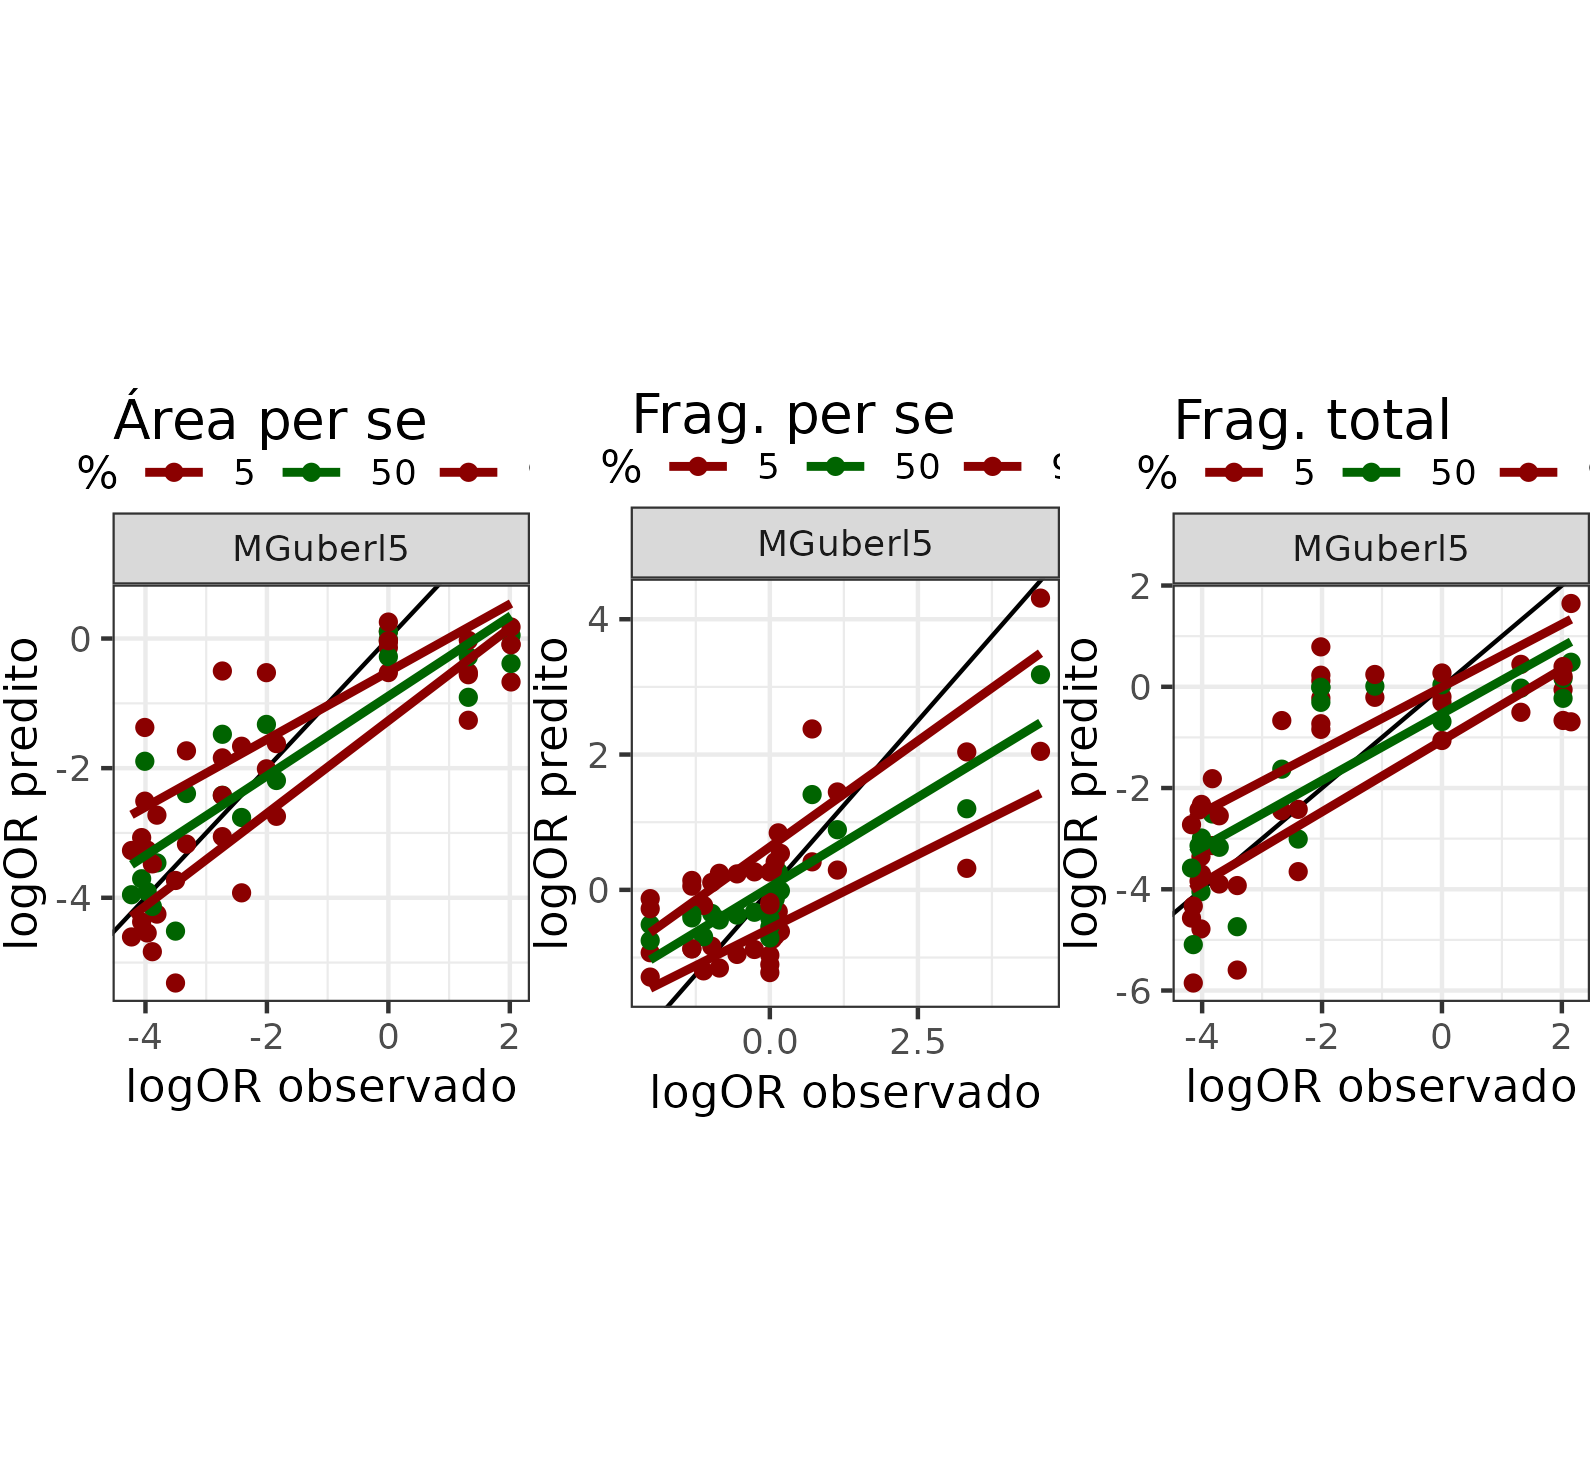 Área per se
% 5 50
MGuberl5
0
-2
-4
-4 -2 0 2
logOR observado
logOR predito
Frag. per se
% 5 50
MGuberl5
4
2
0
0.0 2.5
logOR observado
logOR predito
Frag. total
% 5 50
MGuberl5
2
0
-2
-4
-6
-4 -2 0 2
logOR observado
logOR predito